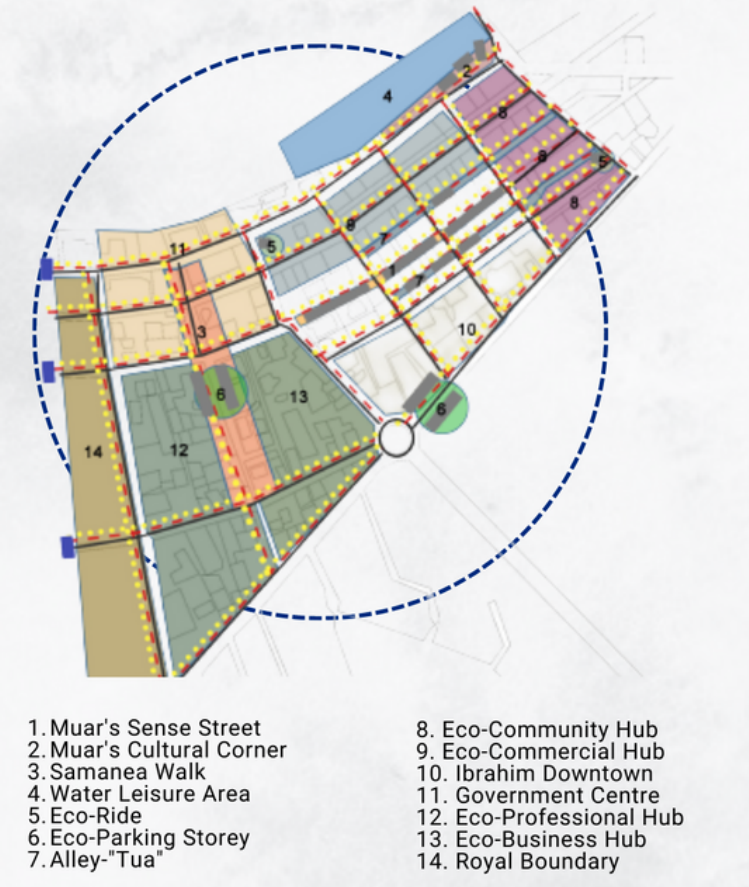 4
2
8
9
5
8
11
5
9
7
1
7
3
10
6
13
6
14
12
1. Muar's Sense Street
2. Muar's Cultural Corner
3. Samanea Walk
4. Water Leisure Area
5. Eco-Ride
6. Eco-Parking Storey
7. Alley-"Tua"
8. Eco-Community Hub
9. Eco-Commercial Hub
10. Ibrahim Downtown
11. Government Centre
12. Eco-Professional Hub
13. Eco-Business Hub
14. Royal Boundary